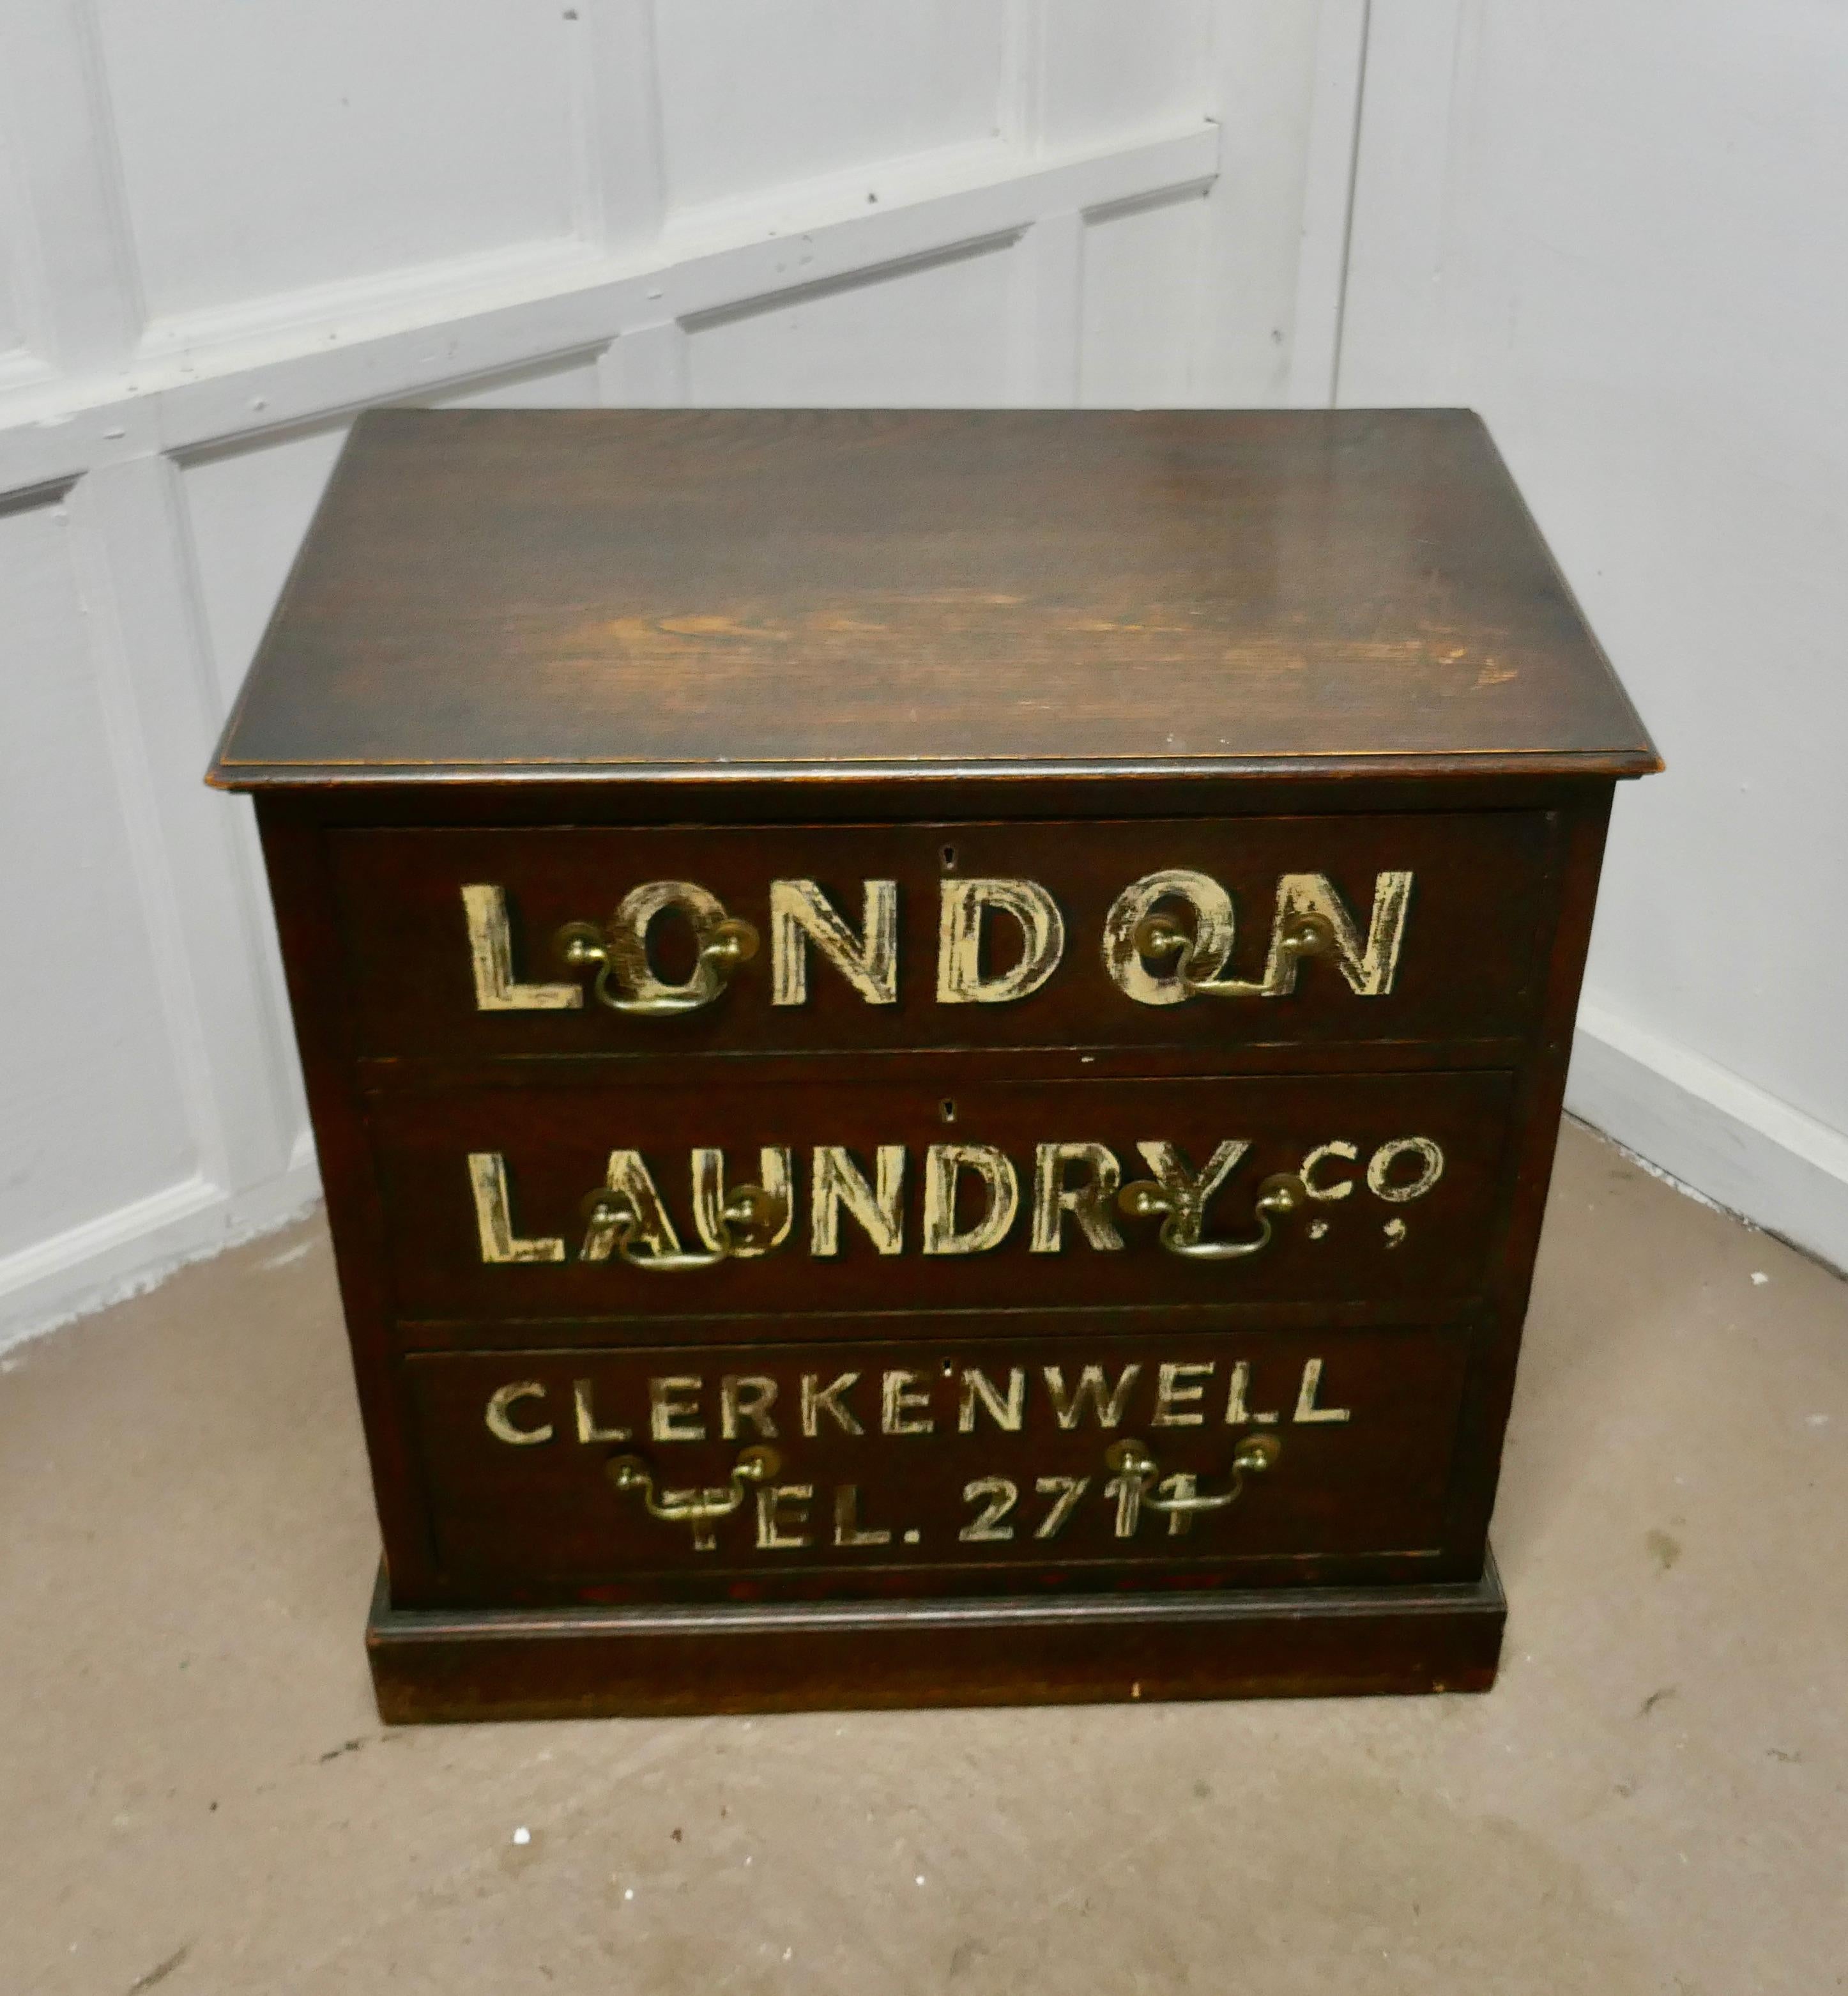 LONDON
LAUNDRY CO
CLERKENWELL
TEL. 2711